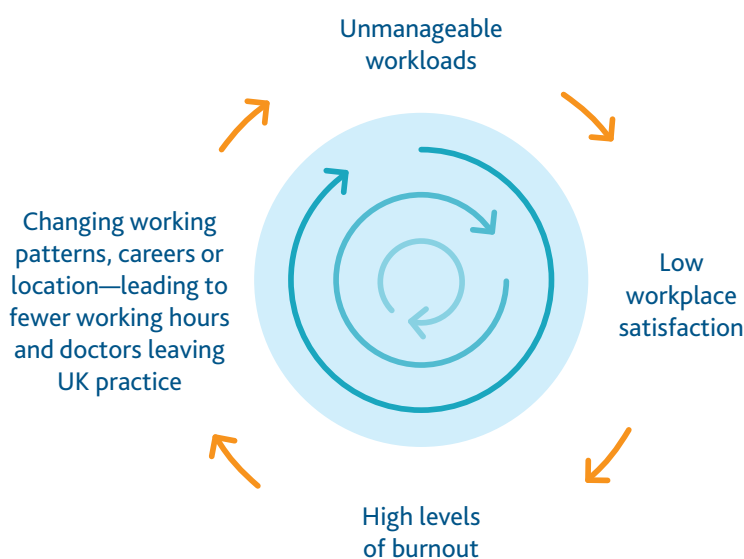 Unmanageable
workloads
Low
workplace
satisfaction
High levels
of burnout
Changing working
patterns, careers or
location—leading to
fewer working hours
and doctors leaving
UK practice